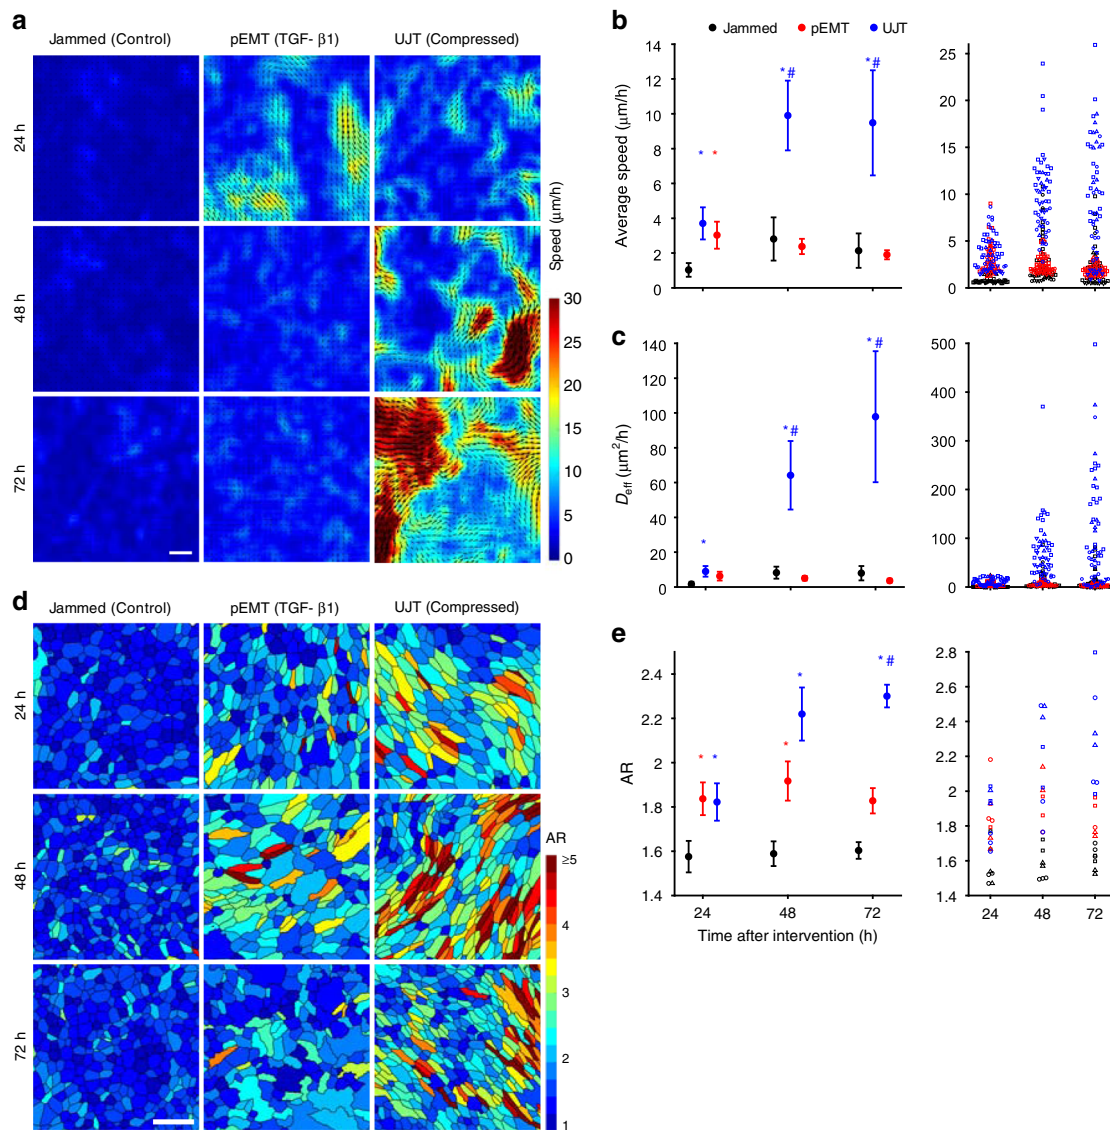 a
Jammed (Control) pEMT (TGF- β1) UJT (Compressed)
24 h
48 h
72 h
Speed (μm/h)
30
25
20
15
10
5
0
b
Jammed pEMT UJT
Average speed (μm/h)
14
12
10
8
6
4
2
0
* *
* #
* #
25
20
15
10
5
0
c
D_eff (μm²/h)
140
120
100
80
60
40
20
0
*
* #
* #
500
400
300
200
100
0
d
Jammed (Control) pEMT (TGF- β1) UJT (Compressed)
24 h
48 h
72 h
AR
≥5
4
3
2
1
e
AR
2.4
2.2
2
1.8
1.6
1.4
* *
* *
* #
24 48 72
Time after intervention (h)
2.8
2.6
2.4
2.2
2
1.8
1.6
1.4
24 48 72